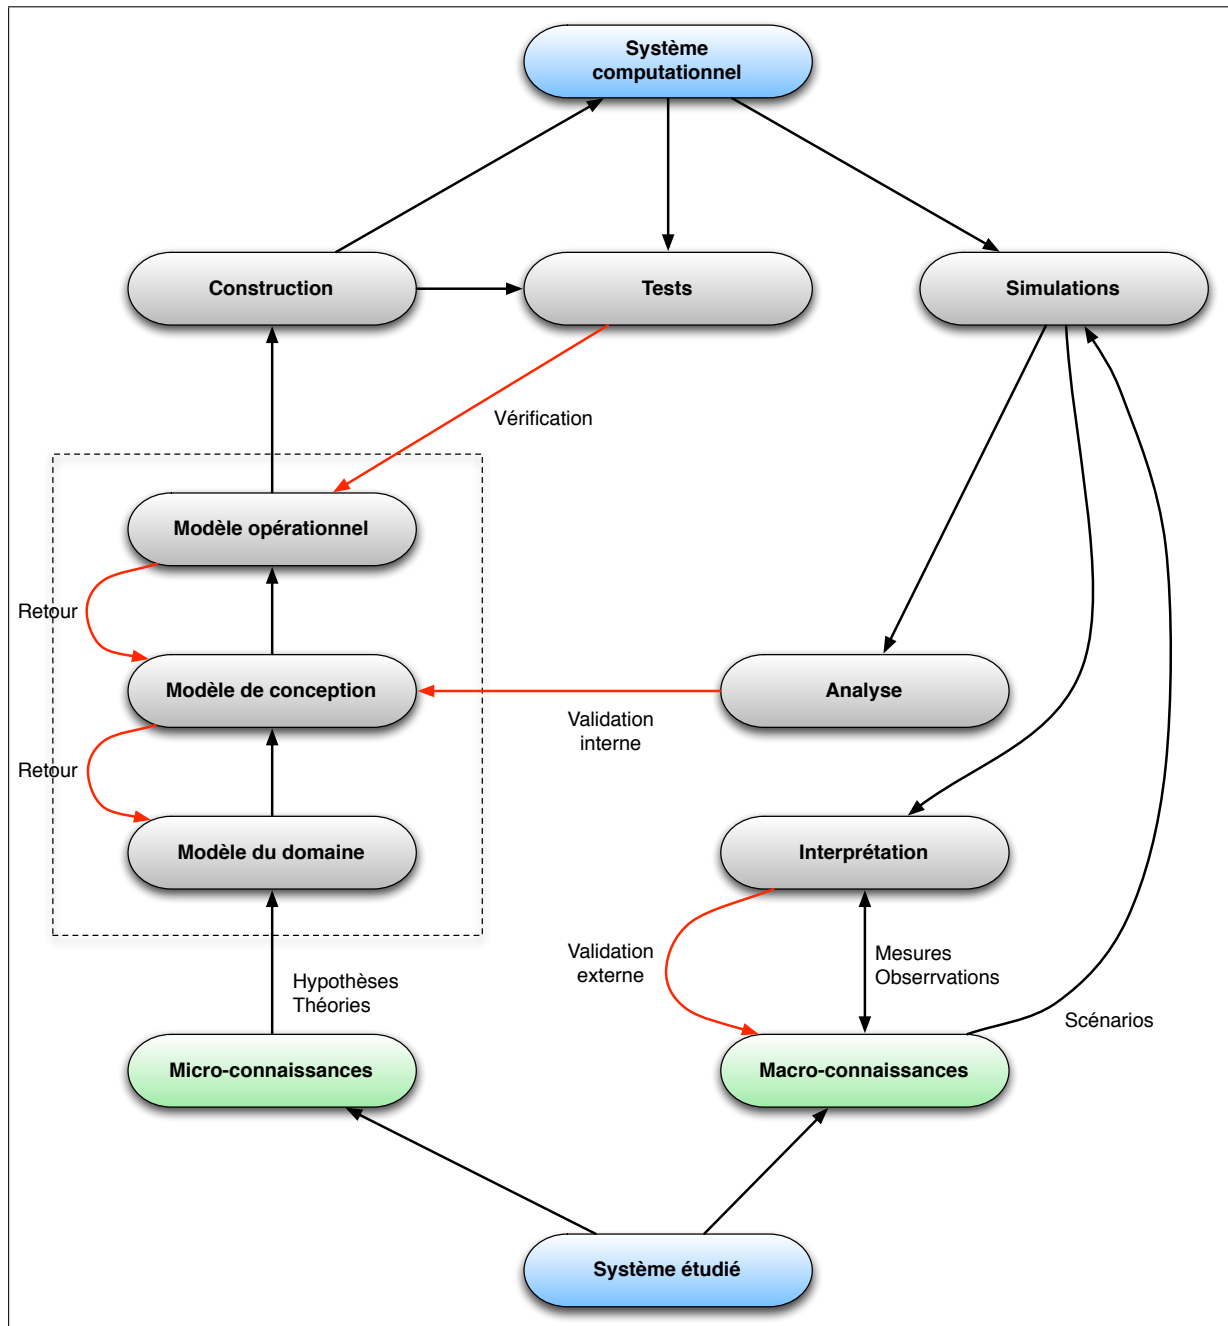 Système
computationnel
Construction
Tests
Simulations
Vérification
Modèle opérationnel
Retour
Modèle de conception
Analyse
Validation
interne
Retour
Modèle du domaine
Interprétation
Validation
externe
Mesures
Obserrvations
Hypothèses
Théories
Scénarios
Micro-connaissances
Macro-connaissances
Système étudié